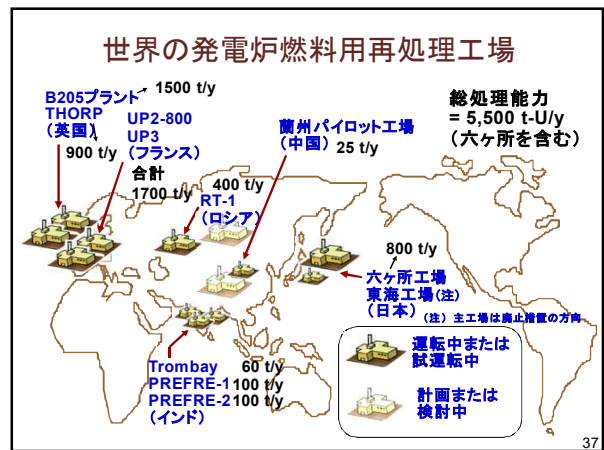 世界の発電炉燃料用再処理工場
B205プラント 1500 t/y
THORP
(英国)
900 t/y
UP2-800
UP3
(フランス)
合計
1700 t/y
400 t/y
RT-1
(ロシア)
蘭州パイロット工場
(中国) 25 t/y
総処理能力
= 5,500 t-U/y
(六ヶ所を含む)
800 t/y
六ヶ所工場
東海工場(注)
(日本)
(注) 主工場は廃止措置の方向
Trombay 60 t/y
PREFRE-1 100 t/y
PREFRE-2 100 t/y
(インド)
運転中または
試運転中
計画または
検討中
37